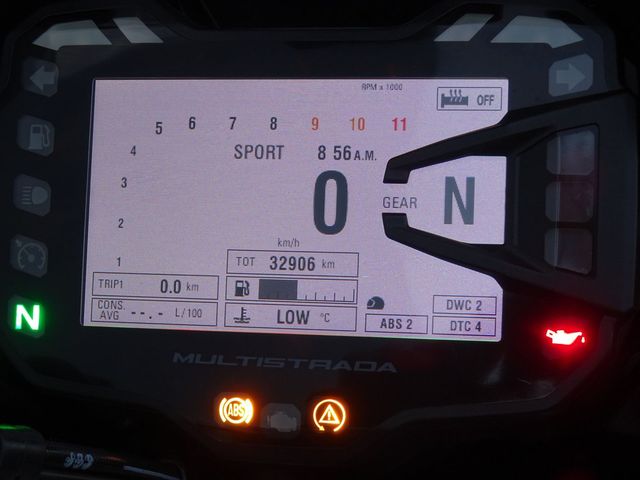 RPM x 1000
OFF
5 6 7 8 9 10 11
4
SPORT 8 56 A.M.
3
0
GEAR N
2
km/h
TOT 32906 km
1
TRIP1 0.0 km
CONS. AVG --.- L/100
LOW °C
DWC 2
ABS 2 DTC 4
N
MULTISTRADA
ABS